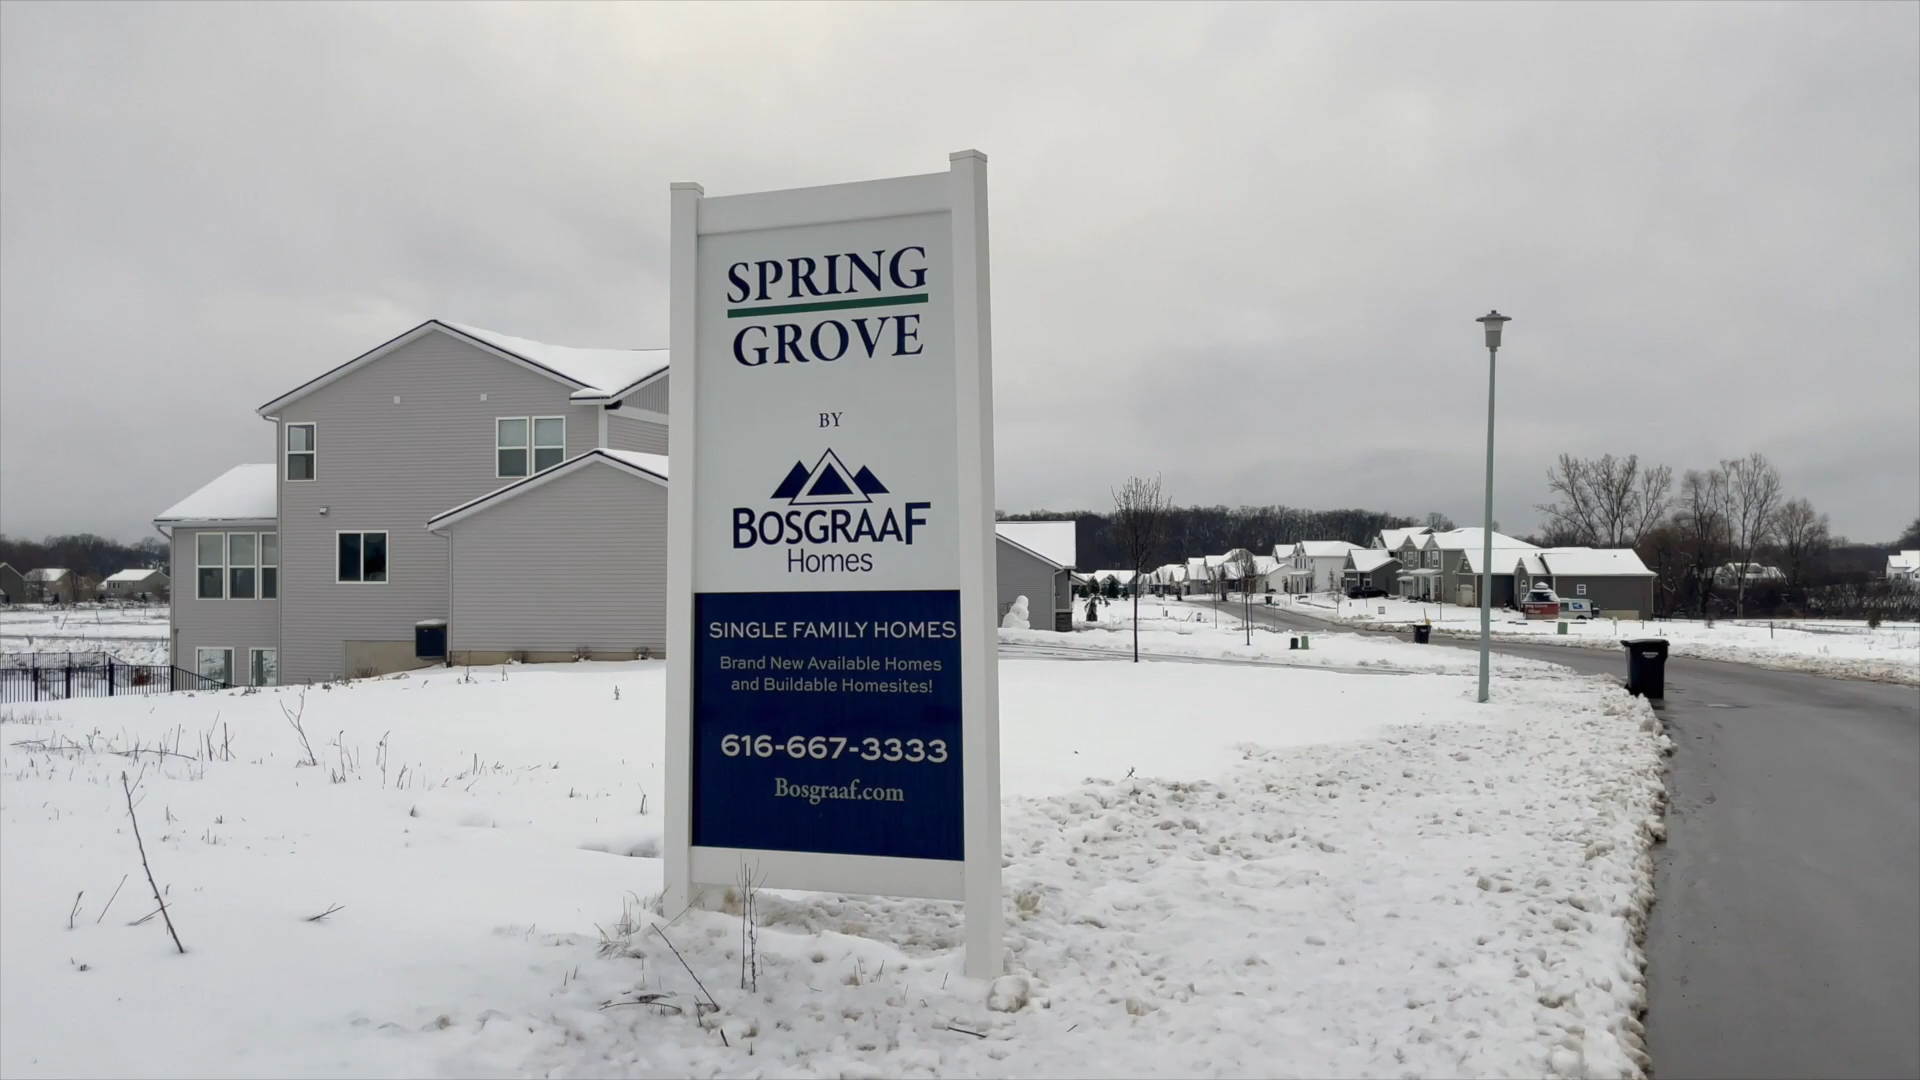 SPRING
GROVE
BY
BOSGRAAF
Homes
SINGLE FAMILY HOMES
Brand New Available Homes
and Buildable Homesites!
616-667-3333
Bosgraaf.com